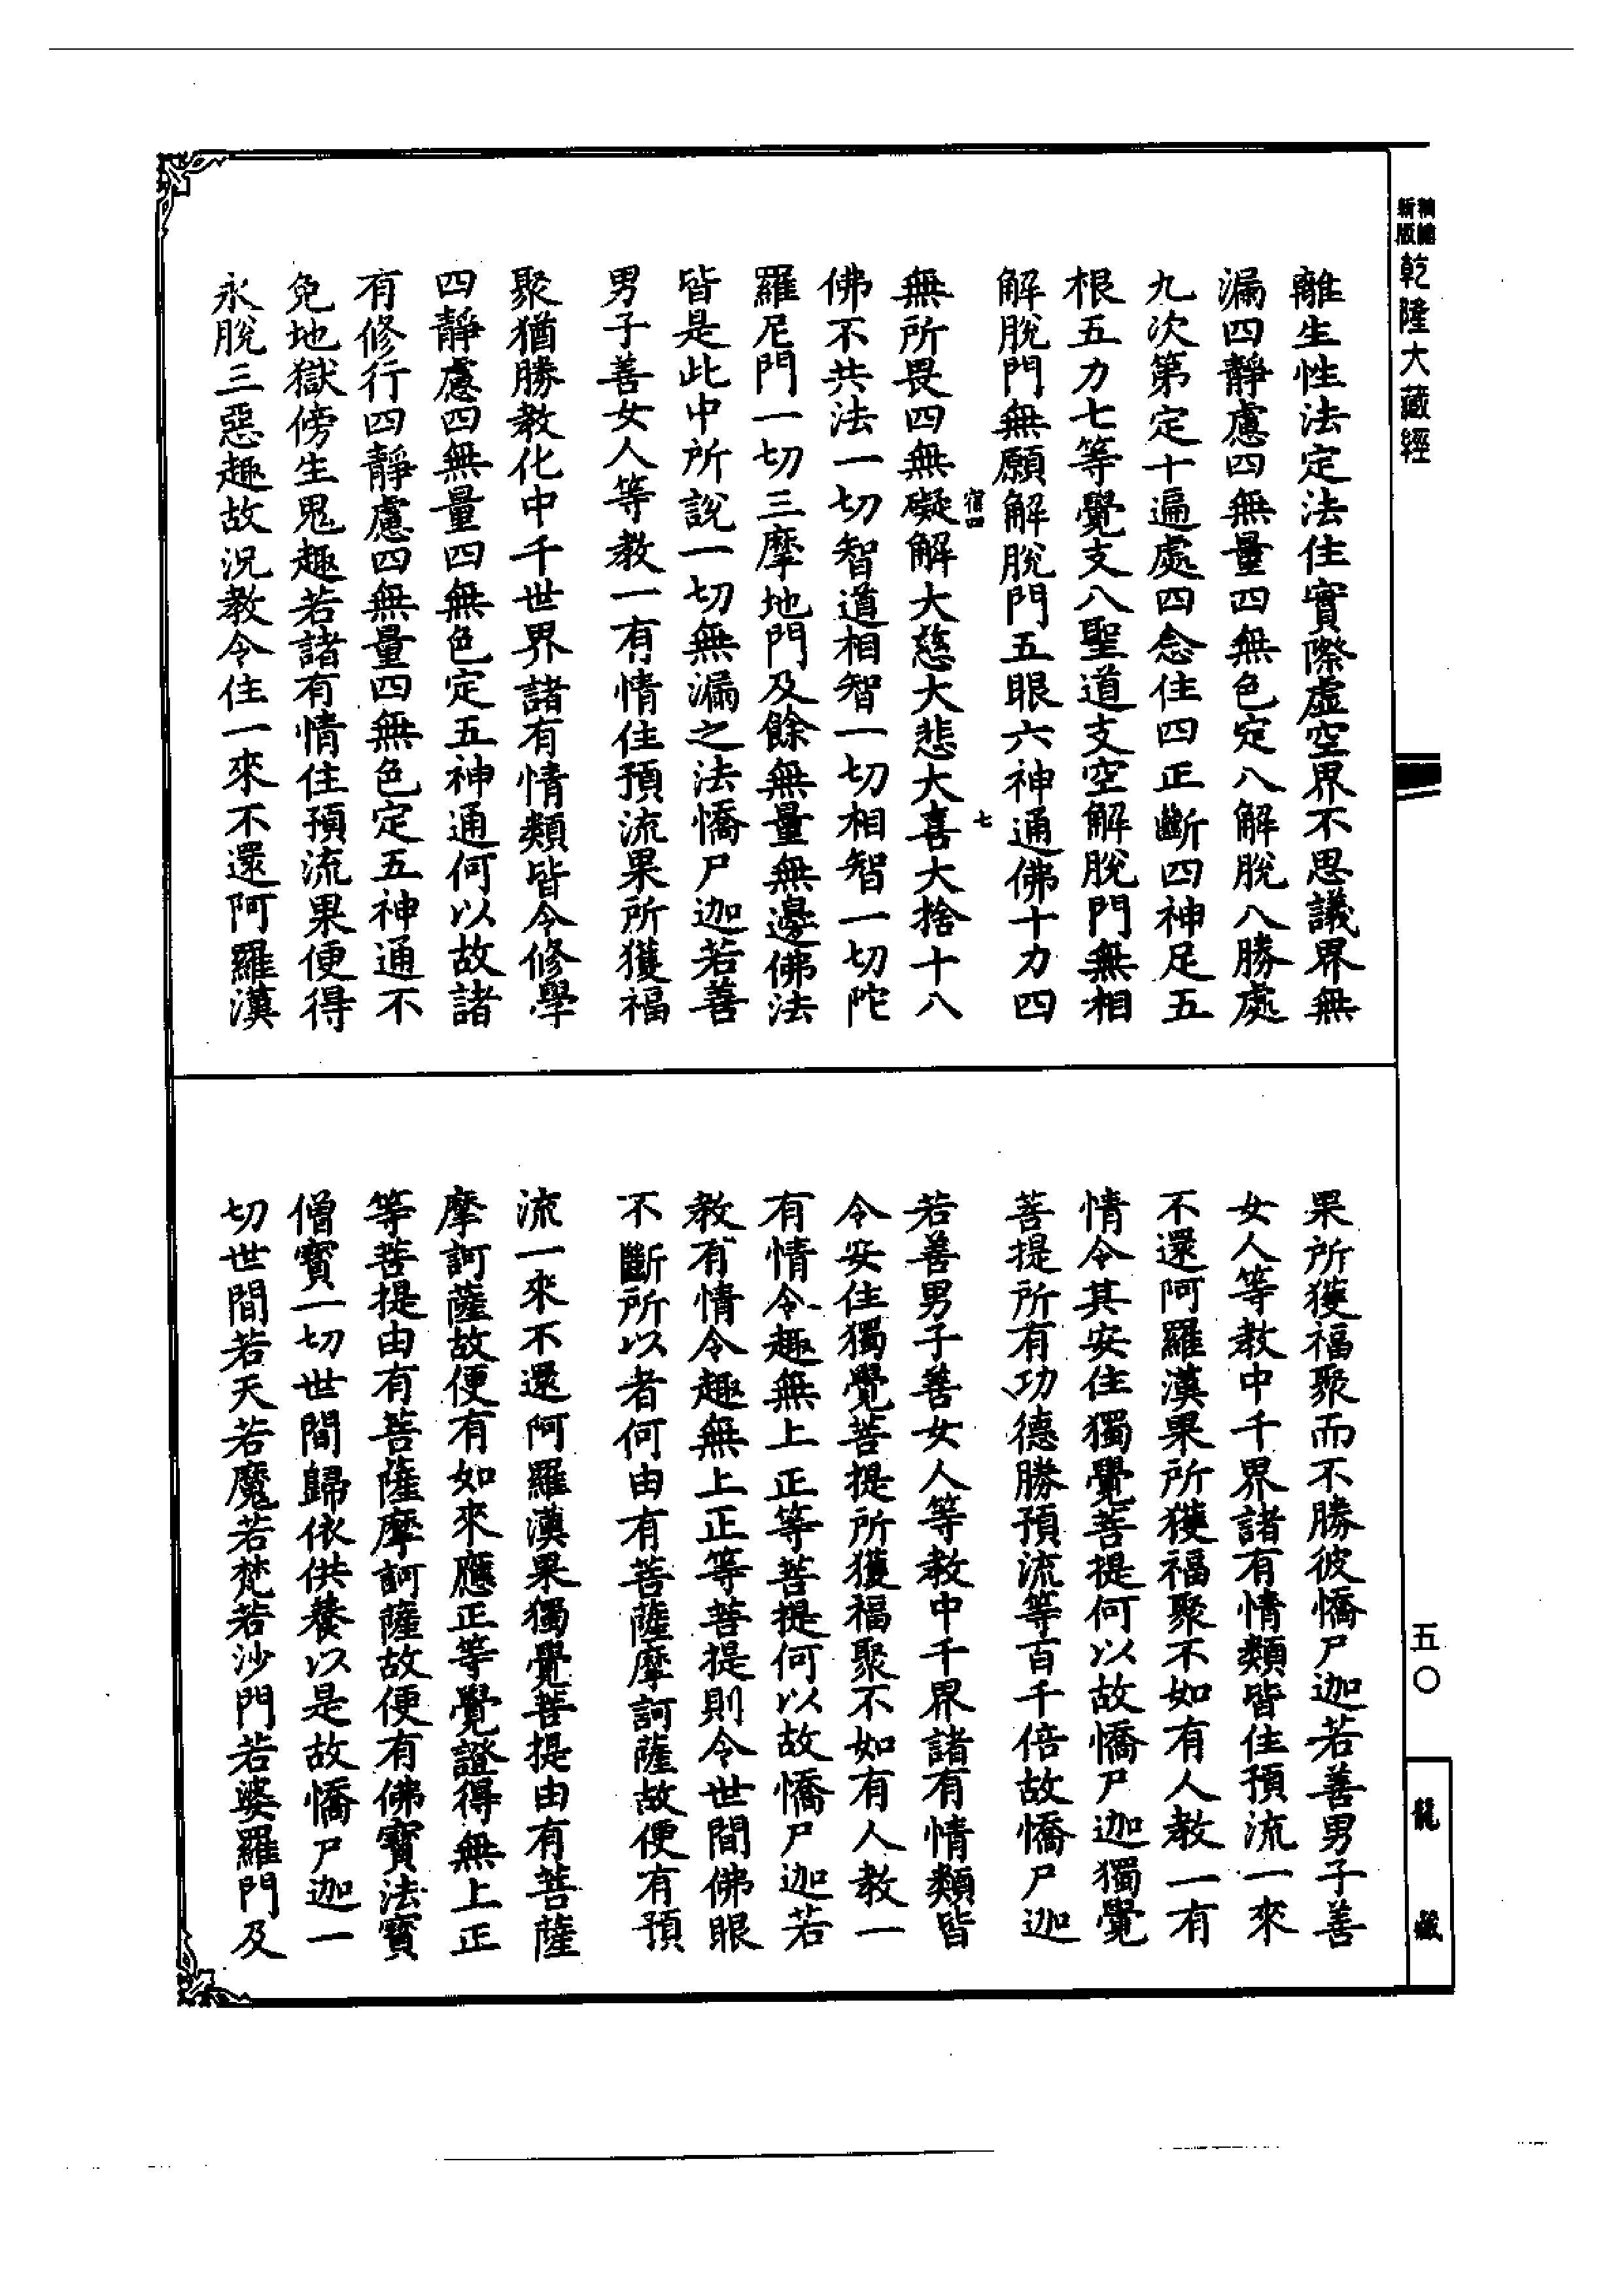 新版
精縮
乾隆大藏經
離生性法定法住實際虛空界不思議界無
漏四靜慮四無量四無色定八解脫八勝處
九次第定十遍處四念住四正斷四神足五
根五力七等覺支八聖道支空解脫門無相
解脫門無願解脫門五眼六神通佛十力四
宿四
七
無所畏四無礙解大慈大悲大喜大捨十八
佛不共法一切智道相智一切相智一切陀
羅尼門一切三摩地門及餘無量無邊佛法
皆是此中所說一切無漏之法憍尸迦若善
男子善女人等教一有情住預流果所獲福
聚猶勝教化中千世界諸有情類皆令修學
四靜慮四無量四無色定五神通何以故諸
有修行四靜慮四無量四無色定五神通不
免地獄傍生鬼趣若諸有情住預流果便得
永脫三惡趣故況教令住一來不還阿羅漢
果所獲福聚而不勝彼憍尸迦若善男子善
女人等教中千界諸有情類皆住預流一來
不還阿羅漢果所獲福聚不如有人教一有
情令其安住獨覺菩提何以故憍尸迦獨覺
菩提所有功德勝預流等百千倍故憍尸迦
若善男子善女人等教中千界諸有情類皆
令安住獨覺菩提所獲福聚不如有人教一
有情令趣無上正等菩提何以故憍尸迦若
教有情令趣無上正等菩提則令世間佛眼
不斷所以者何由有菩薩摩訶薩故便有預
流一來不還阿羅漢果獨覺菩提由有菩薩
摩訶薩故便有如來應正等覺證得無上正
等菩提由有菩薩摩訶薩故便有佛寶法寶
僧寶一切世間歸依供養以是故憍尸迦一
切世間若天若魔若梵若沙門若婆羅門及
五〇
龍藏